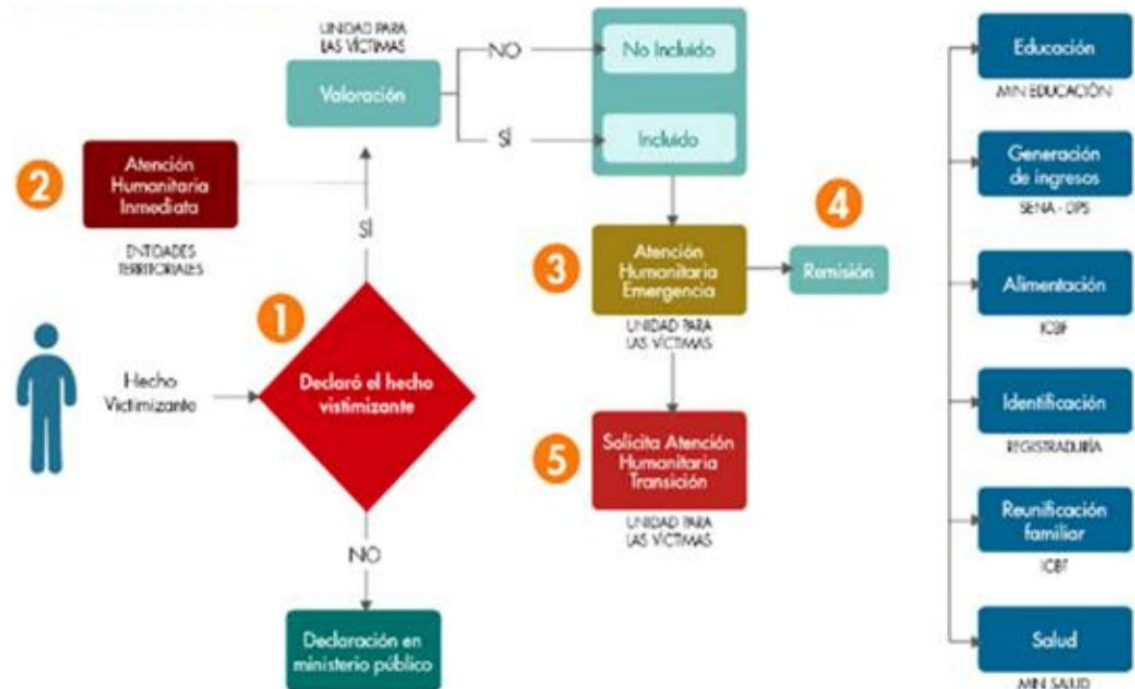 UNIDAD PARA
LAS VÍCTIMAS
Valoración
NO
SÍ
No Incluido
Incluido
2
Atención
Humanitaria
Inmediata
ENTIDADES
TERRITORIALES
SÍ
1
Hecho
Victimizante
Declaró el hecho
vistimizante
NO
Declaración en
ministerio público
3
Atención
Humanitaria
Emergencia
UNIDAD PARA
LAS VÍCTIMAS
4
Remisión
5
Solicita Atención
Humanitaria
Transición
UNIDAD PARA
LAS VÍCTIMAS
Educación
MIN EDUCACIÓN
Generación
de ingresos
SENA - DPS
Alimentación
ICBF
Identificación
REGISTRADURÍA
Reunificación
familiar
ICBF
Salud
MIN SALUD